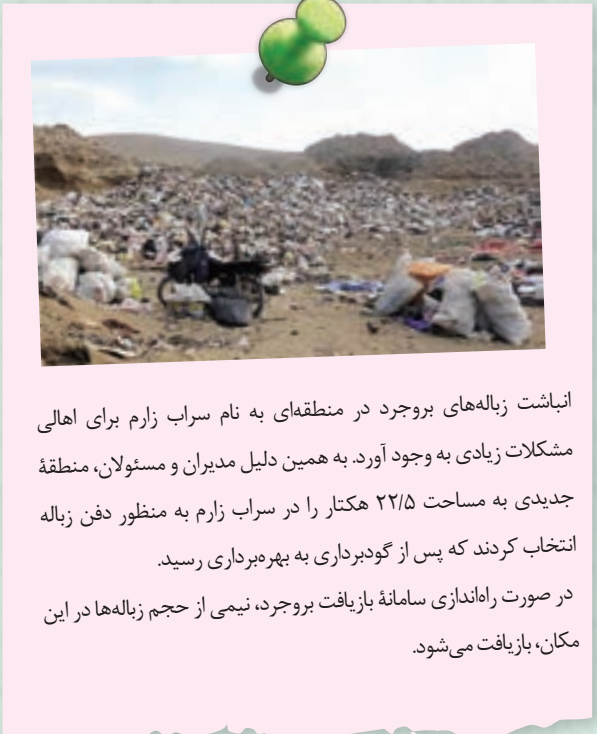 انباشت زباله‌های بروجرد در منطقه‌ای به نام سراب زارم برای اهالی
مشکلات زیادی به وجود آورد. به همین دلیل مدیران و مسئولان، منطقهٔ
جدیدی به مساحت ۲۲/۵ هکتار را در سراب زارم به منظور دفن زباله
انتخاب کردند که پس از گودبرداری به بهره‌برداری رسید.
در صورت راه‌اندازی سامانهٔ بازیافت بروجرد، نیمی از حجم زباله‌ها در این
مکان، بازیافت می‌شود.